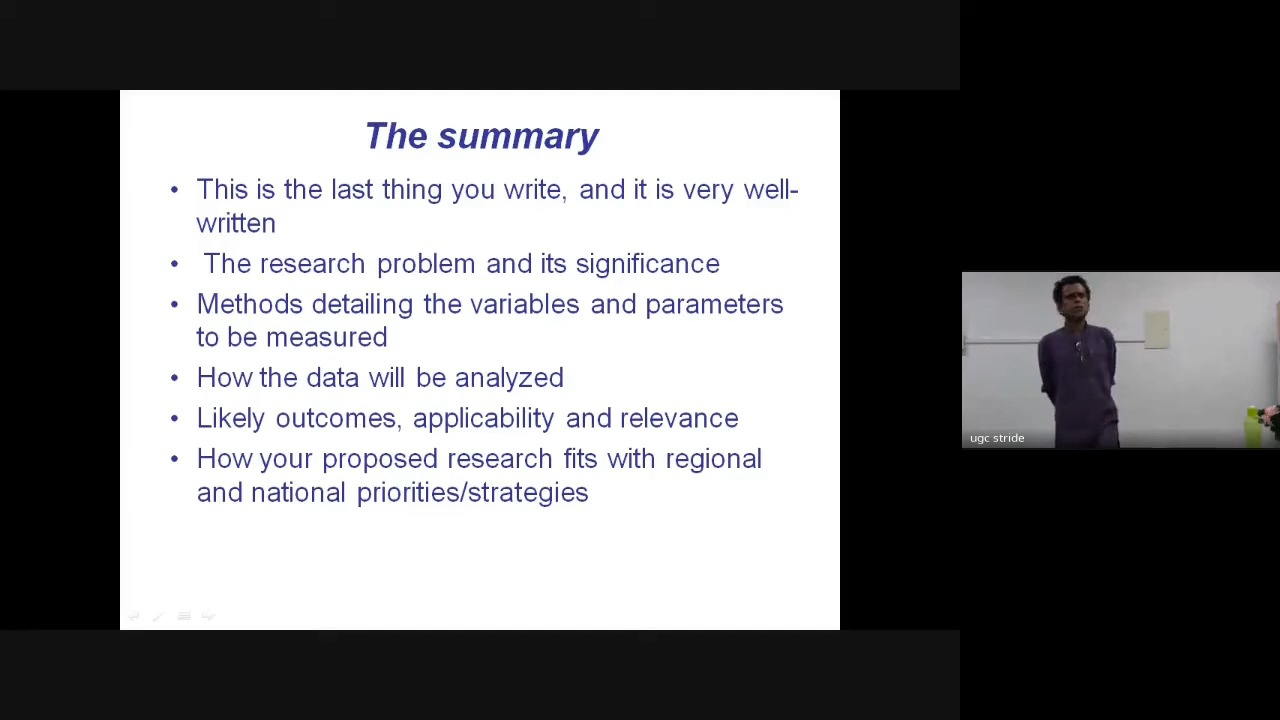 The summary
• This is the last thing you write, and it is very well-
written
• The research problem and its significance
• Methods detailing the variables and parameters
to be measured
• How the data will be analyzed
• Likely outcomes, applicability and relevance
• How your proposed research fits with regional
and national priorities/strategies
ugc stride